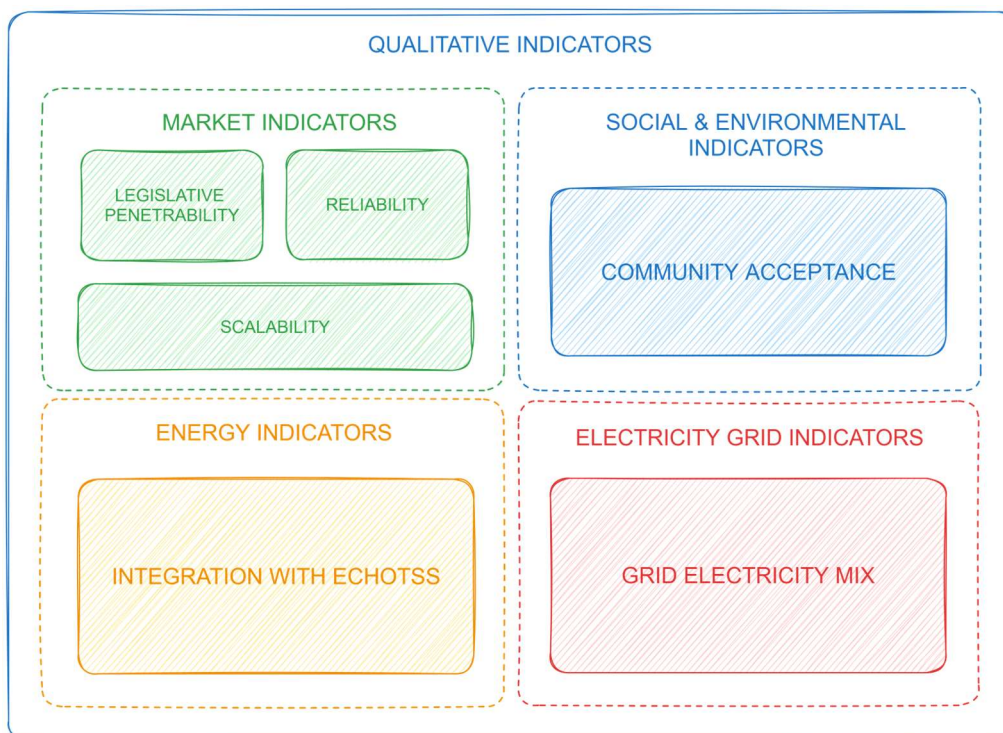 QUALITATIVE INDICATORS
MARKET INDICATORS
LEGISLATIVE
PENETRABILITY
RELIABILITY
SCALABILITY
SOCIAL & ENVIRONMENTAL
INDICATORS
COMMUNITY ACCEPTANCE
ENERGY INDICATORS
INTEGRATION WITH ECHOTSS
ELECTRICITY GRID INDICATORS
GRID ELECTRICITY MIX